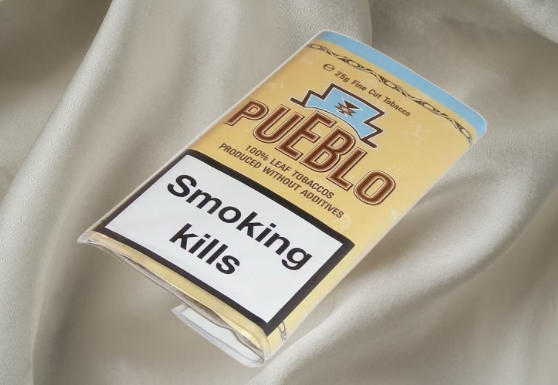 ℮ 25g Fine Cut Tobacco
PUEBLO
100% LEAF TOBACCOS
PRODUCED WITHOUT ADDITIVES
Smoking
kills